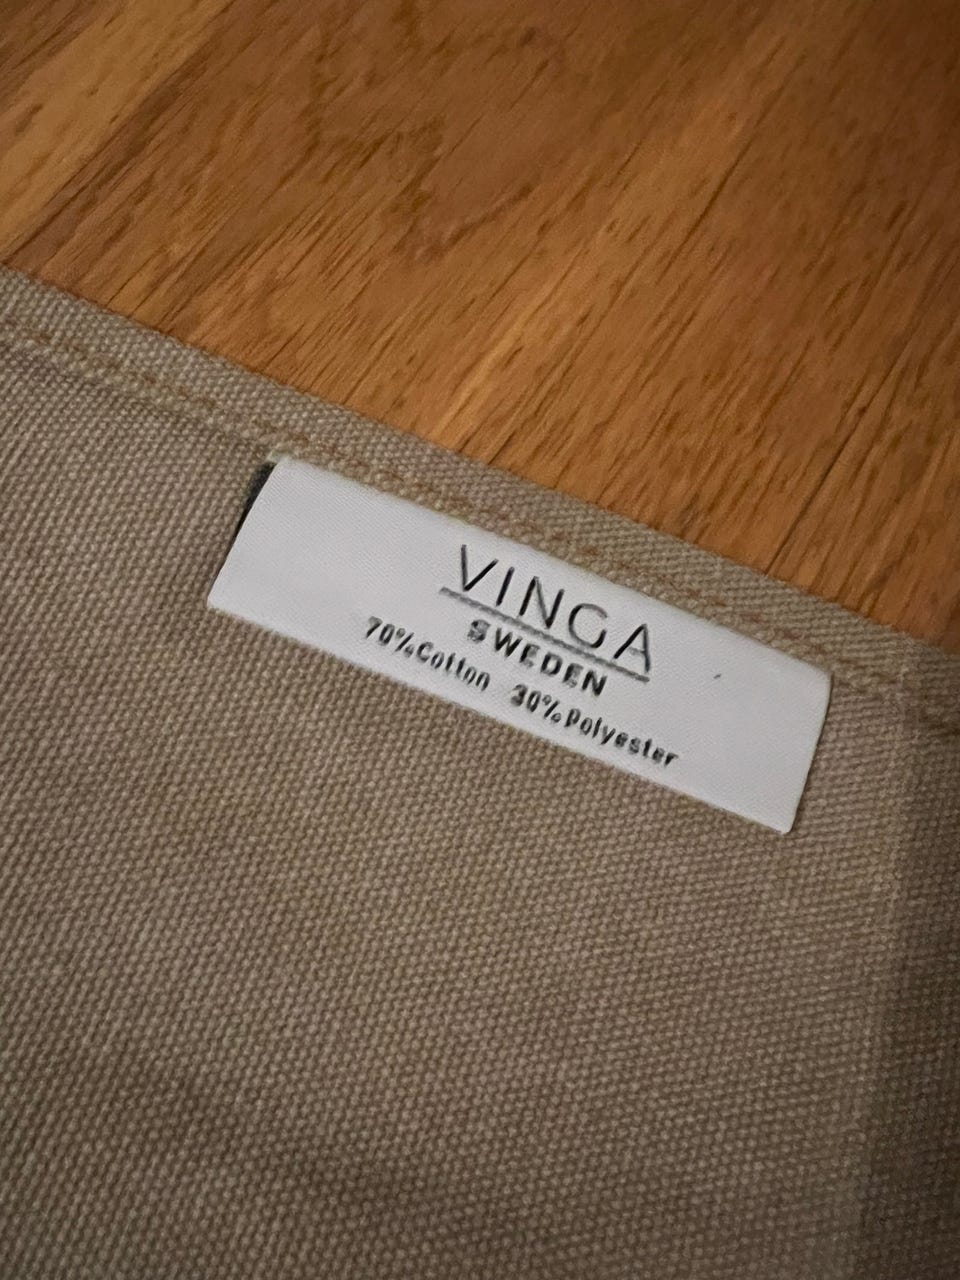 VINGA
SWEDEN
70%Cotton 30%Polyester